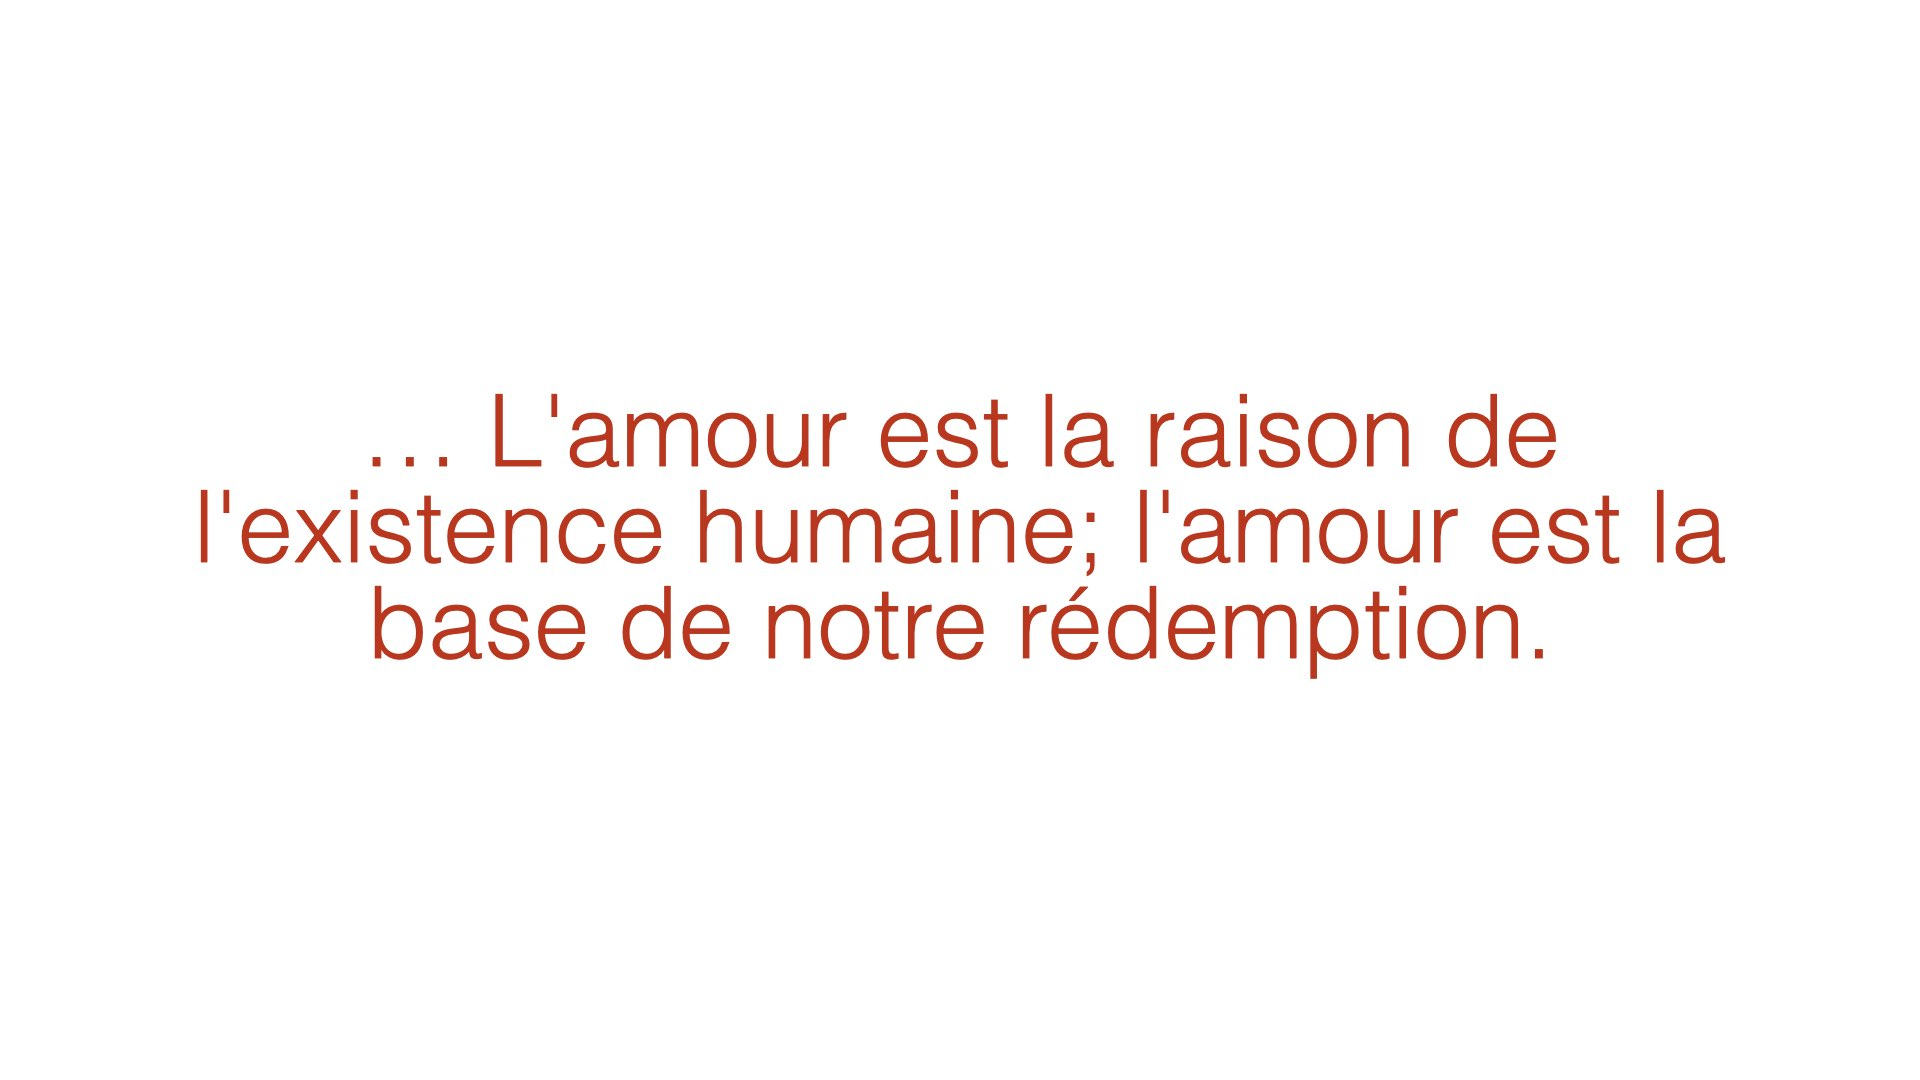 … L'amour est la raison de
l'existence humaine; l'amour est la
base de notre rédemption.